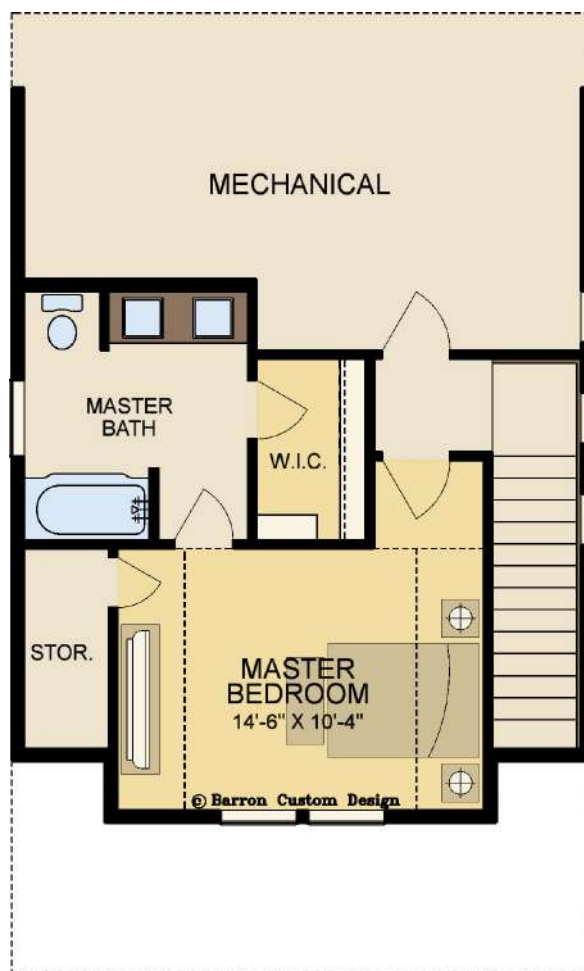 MECHANICAL
MASTER
BATH
W.I.C.
STOR.
MASTER
BEDROOM
14'-6" X 10'-4"
© Barron Custom Design